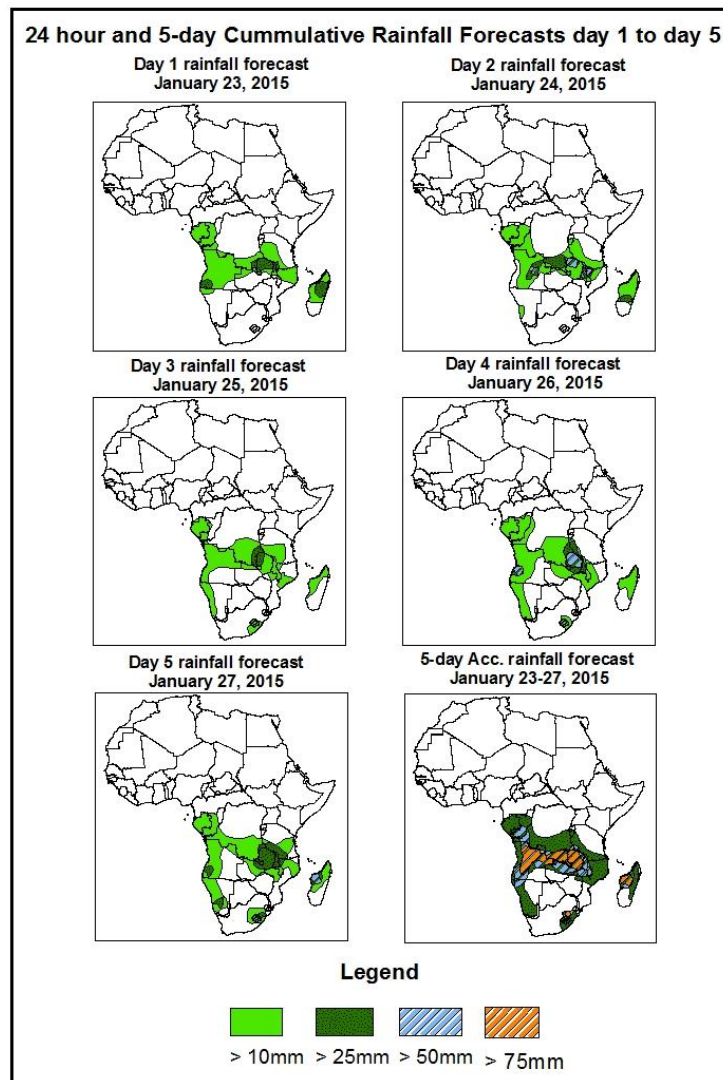 24 hour and 5-day Cummulative Rainfall Forecasts day 1 to day 5
Day 1 rainfall forecast
January 23, 2015
Day 2 rainfall forecast
January 24, 2015
Day 3 rainfall forecast
January 25, 2015
Day 4 rainfall forecast
January 26, 2015
Day 5 rainfall forecast
January 27, 2015
5-day Acc. rainfall forecast
January 23-27, 2015
Legend
> 10mm > 25mm > 50mm > 75mm